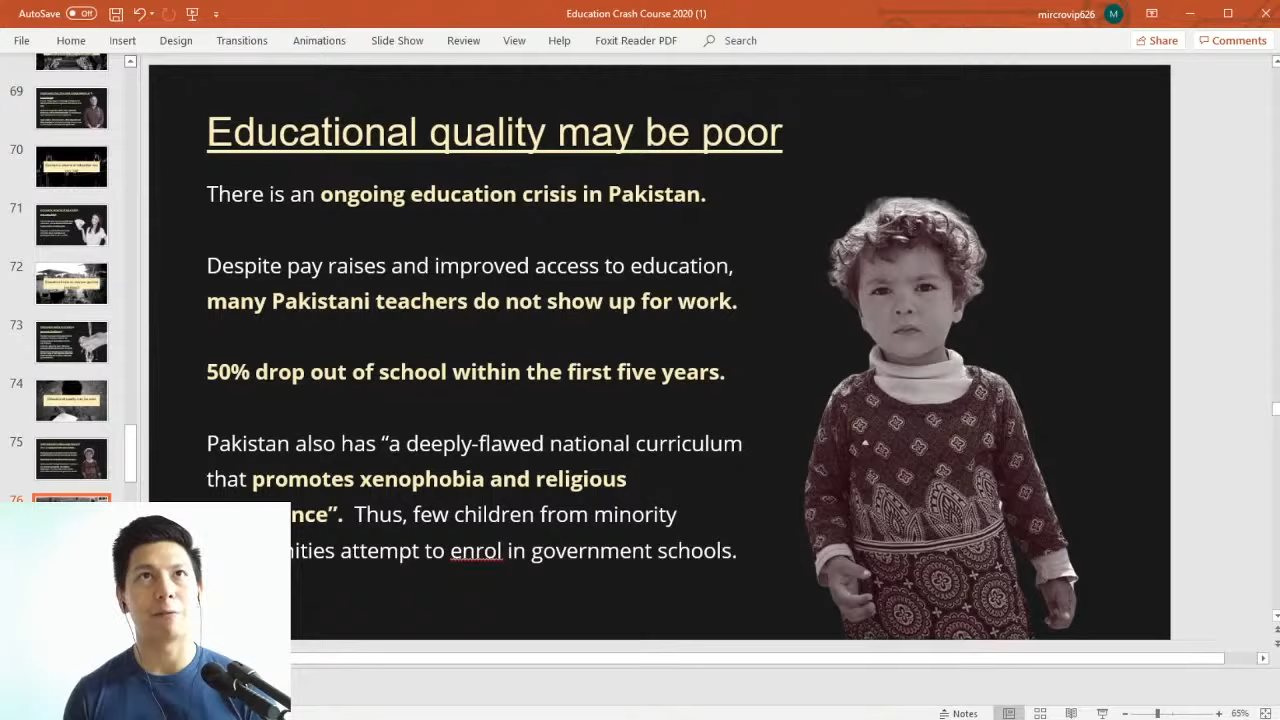 AutoSave Off
Education Crash Course 2020 (1)
mircrovip626
M
File Home Insert Design Transitions Animations Slide Show Review View Help Foxit Reader PDF Search
Share Comments
69
70
71
72
73
74
75
76
Educational quality may be poor
There is an ongoing education crisis in Pakistan.
Despite pay raises and improved access to education,
many Pakistani teachers do not show up for work.
50% drop out of school within the first five years.
Pakistan also has “a deeply-flawed national curriculum
that promotes xenophobia and religious
nce”. Thus, few children from minority
nities attempt to enrol in government schools.
Notes
65%